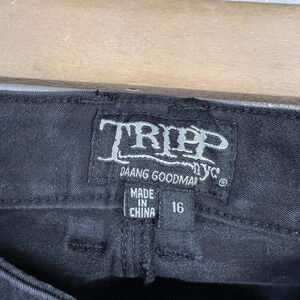 TRIPP
nyc®
DAANG GOODMAN
MADE
IN
CHINA
16